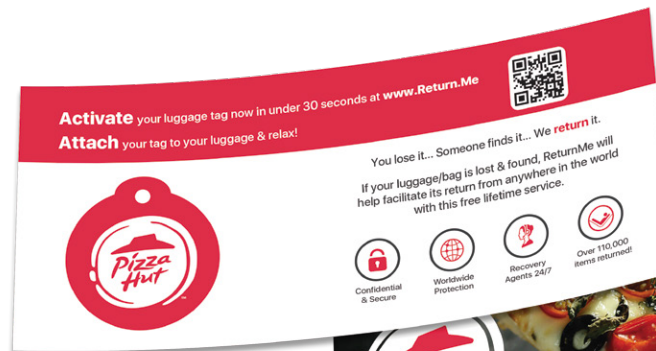 Activate your luggage tag now in under 30 seconds at www.Return.Me
Attach your tag to your luggage & relax!
You lose it... Someone finds it... We return it.
If your luggage/bag is lost & found, ReturnMe will
help facilitate its return from anywhere in the world
with this free lifetime service.
Pizza
Hut
Confidential
& Secure
Worldwide
Protection
Recovery
Agents 24/7
Over 110,000
items returned!